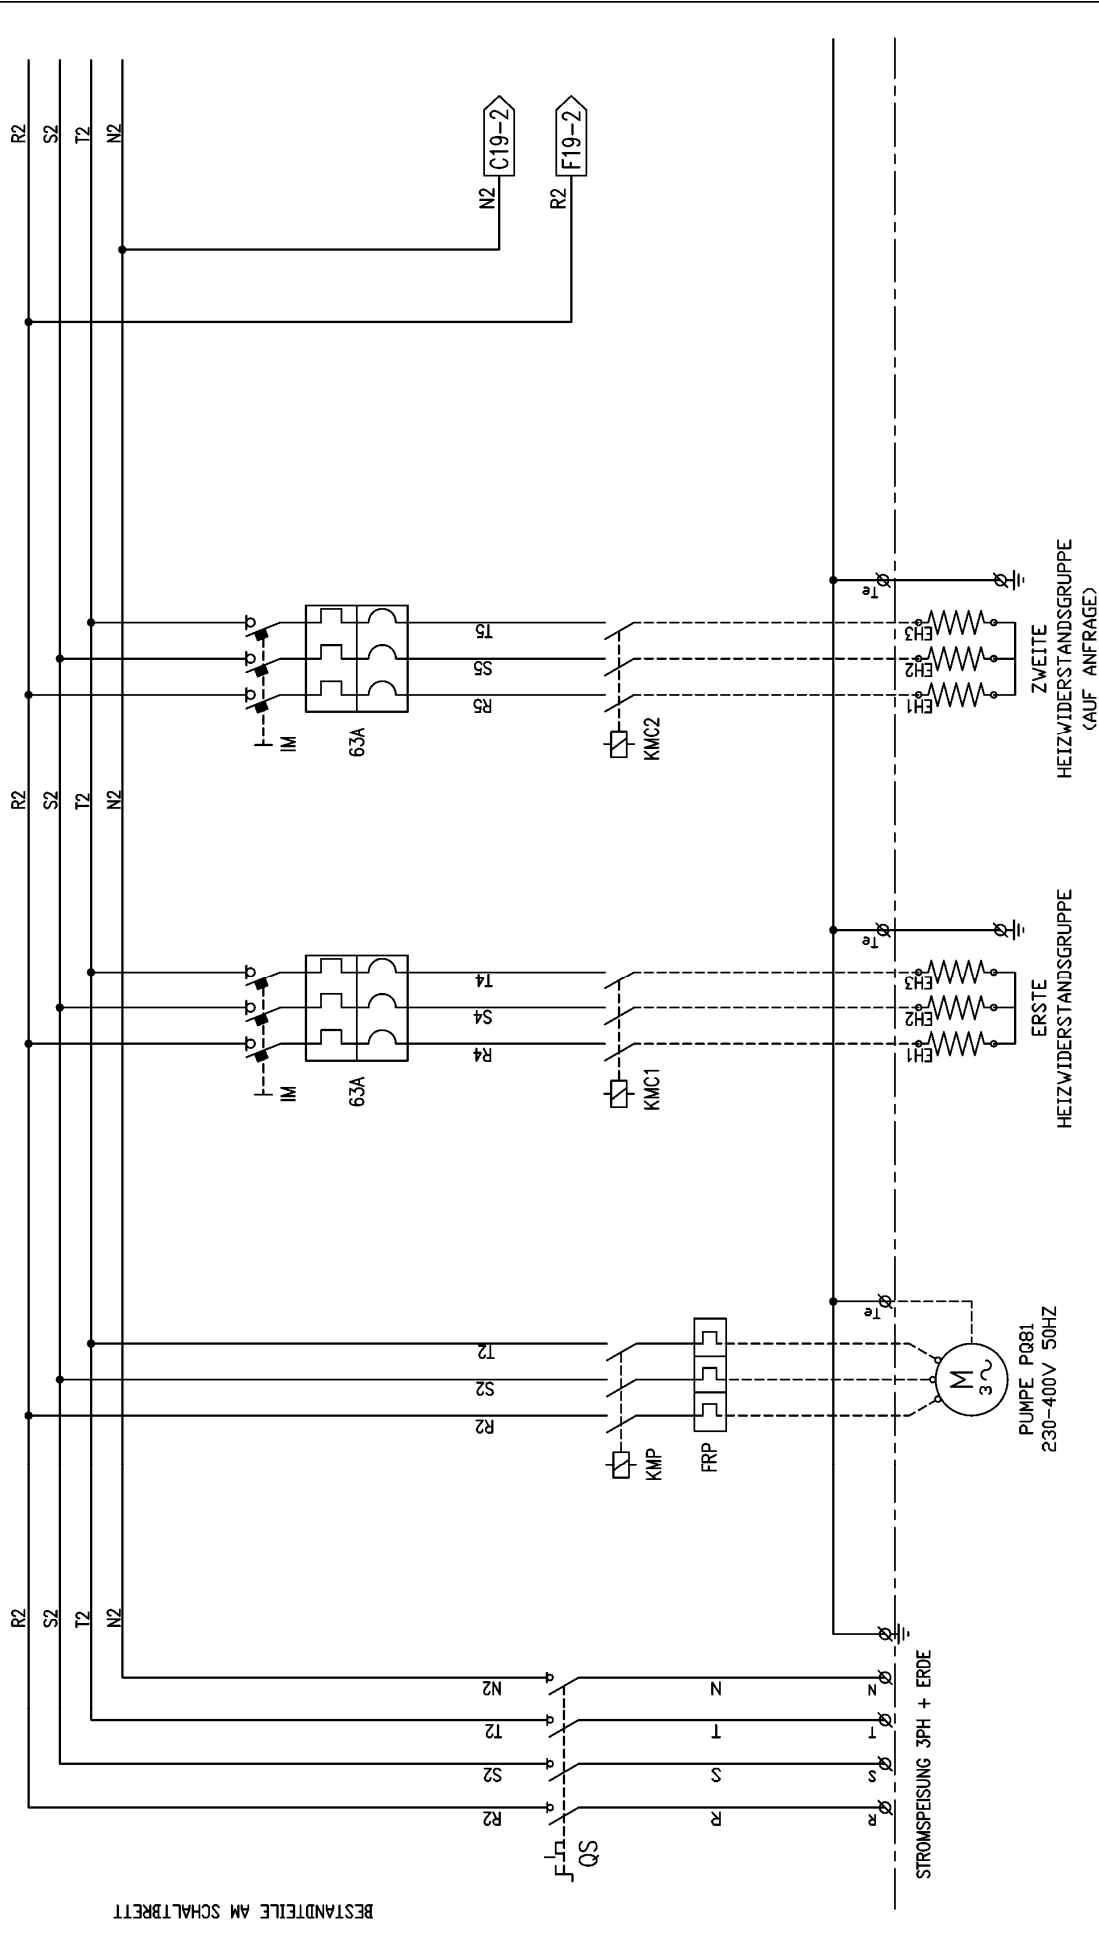 BESTANDTEILE AM SCHALTBRETT
R2
R2
R2
S2
S2
S2
T2
T2
T2
N2
N2
N2
R2
S2
T2
N2
QS
R
S
T
N
R
S
T
N
STROMSPEISUNG 3PH + ERDE
R2
S2
T2
KMP
FRP
Te
M
3~
PUMPE PQ81
230-400V 50HZ
IM
63A
R4
S4
T4
KMC1
EH1
EH2
EH3
Te
ERSTE
HEIZWIDERSTANDSGRUPPE
IM
63A
R5
S5
T5
KMC2
EH1
EH2
EH3
Te
ZWEITE
HEIZWIDERSTANDSGRUPPE
(AUF ANFRAGE)
N2
C19-2
R2
F19-2